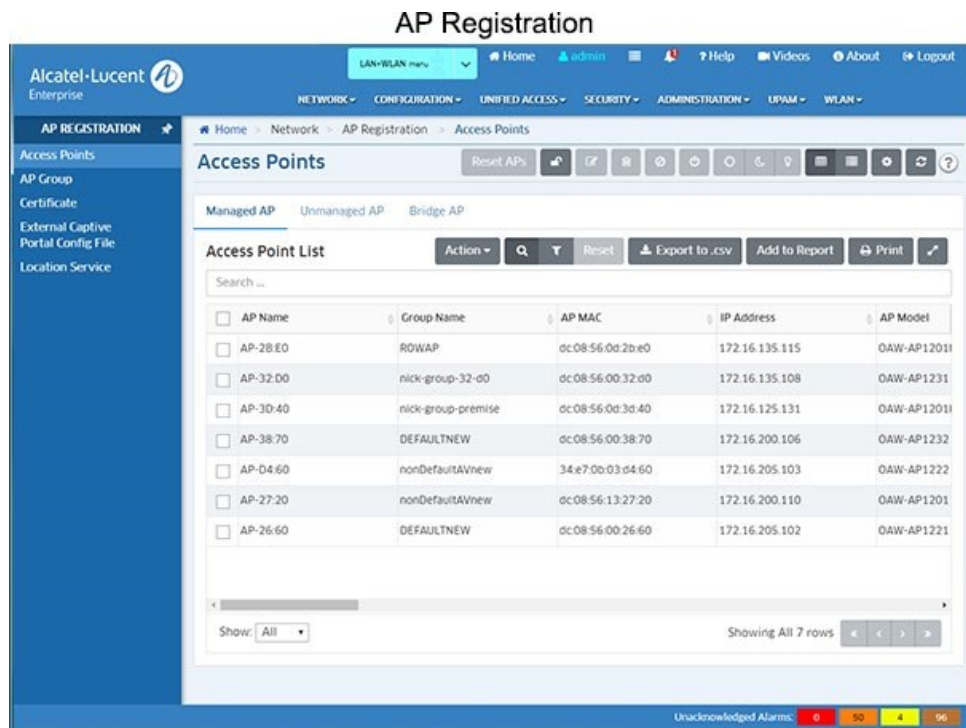 AP Registration
Alcatel·Lucent
Enterprise
LAN+WLAN menu
Home admin ? Help Videos About Logout
NETWORK CONFIGURATION UNIFIED ACCESS SECURITY ADMINISTRATION UPAM WLAN
AP REGISTRATION
Access Points
AP Group
Certificate
External Captive
Portal Config File
Location Service
Home > Network > AP Registration > Access Points
Access Points Reset APs ?
Managed AP Unmanaged AP Bridge AP
Access Point List Action Reset Export to .csv Add to Report Print
Search ...
AP Name Group Name AP MAC IP Address AP Model
AP-2B:E0 ROWAP dc:08:56:0d:2b:e0 172.16.135.115 OAW-AP1201
AP-32:D0 nick-group-32-d0 dc:08:56:00:32:d0 172.16.135.108 OAW-AP1231
AP-3D:40 nick-group-premise dc:08:56:0d:3d:40 172.16.125.131 OAW-AP1201
AP-38:70 DEFAULTNEW dc:08:56:00:38:70 172.16.200.106 OAW-AP1232
AP-D4:60 nonDefaultAVnew 34:e7:0b:03:d4:60 172.16.205.103 OAW-AP1222
AP-27:20 nonDefaultAVnew dc:08:56:13:27:20 172.16.200.110 OAW-AP1201
AP-26:60 DEFAULTNEW dc:08:56:00:26:60 172.16.205.102 OAW-AP1221
Show: All Showing All 7 rows
Unacknowledged Alarms: 0 50 4 96